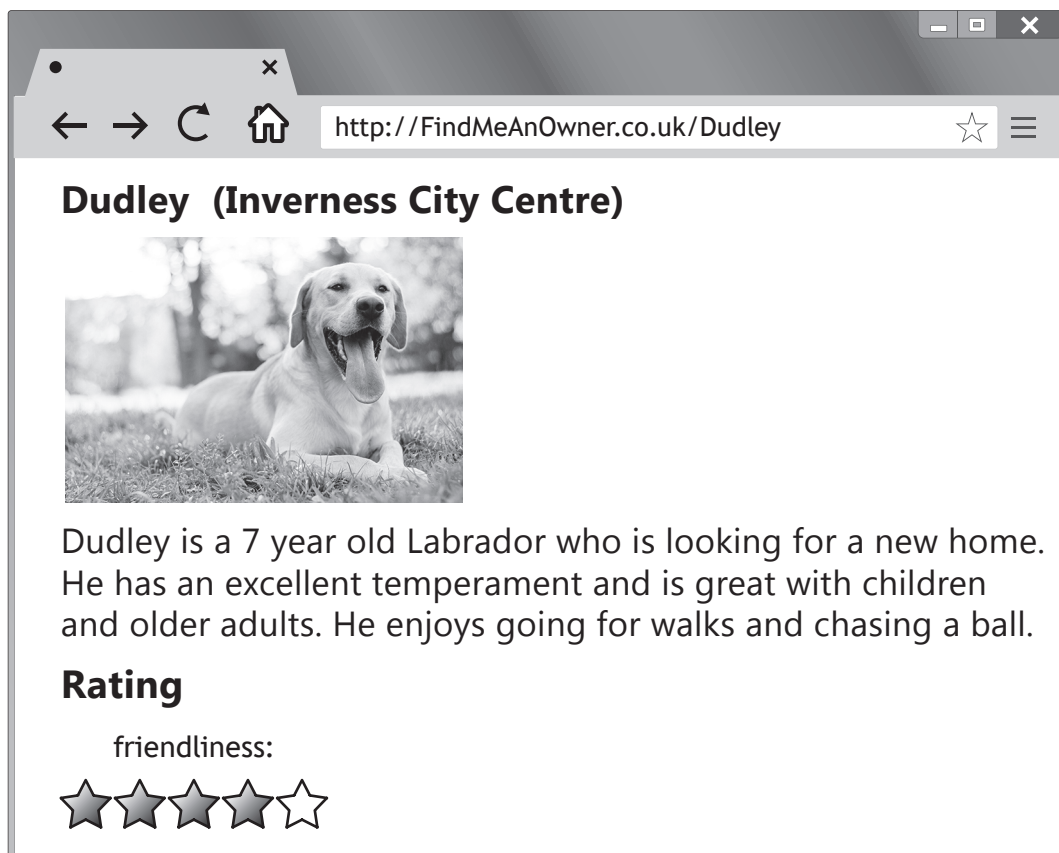 http://FindMeAnOwner.co.uk/Dudley
Dudley (Inverness City Centre)
Dudley is a 7 year old Labrador who is looking for a new home.
He has an excellent temperament and is great with children
and older adults. He enjoys going for walks and chasing a ball.
Rating
friendliness: